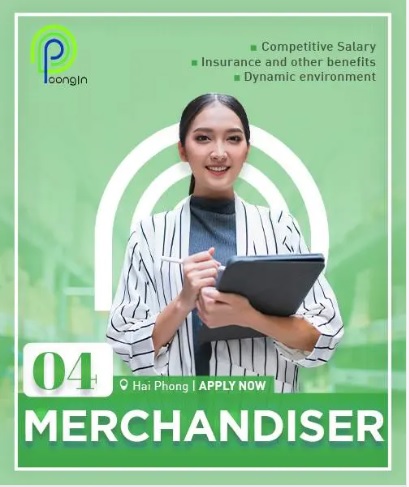 PoongIn
Competitive Salary
Insurance and other benefits
Dynamic environment
04
Hai Phong | APPLY NOW
MERCHANDISER